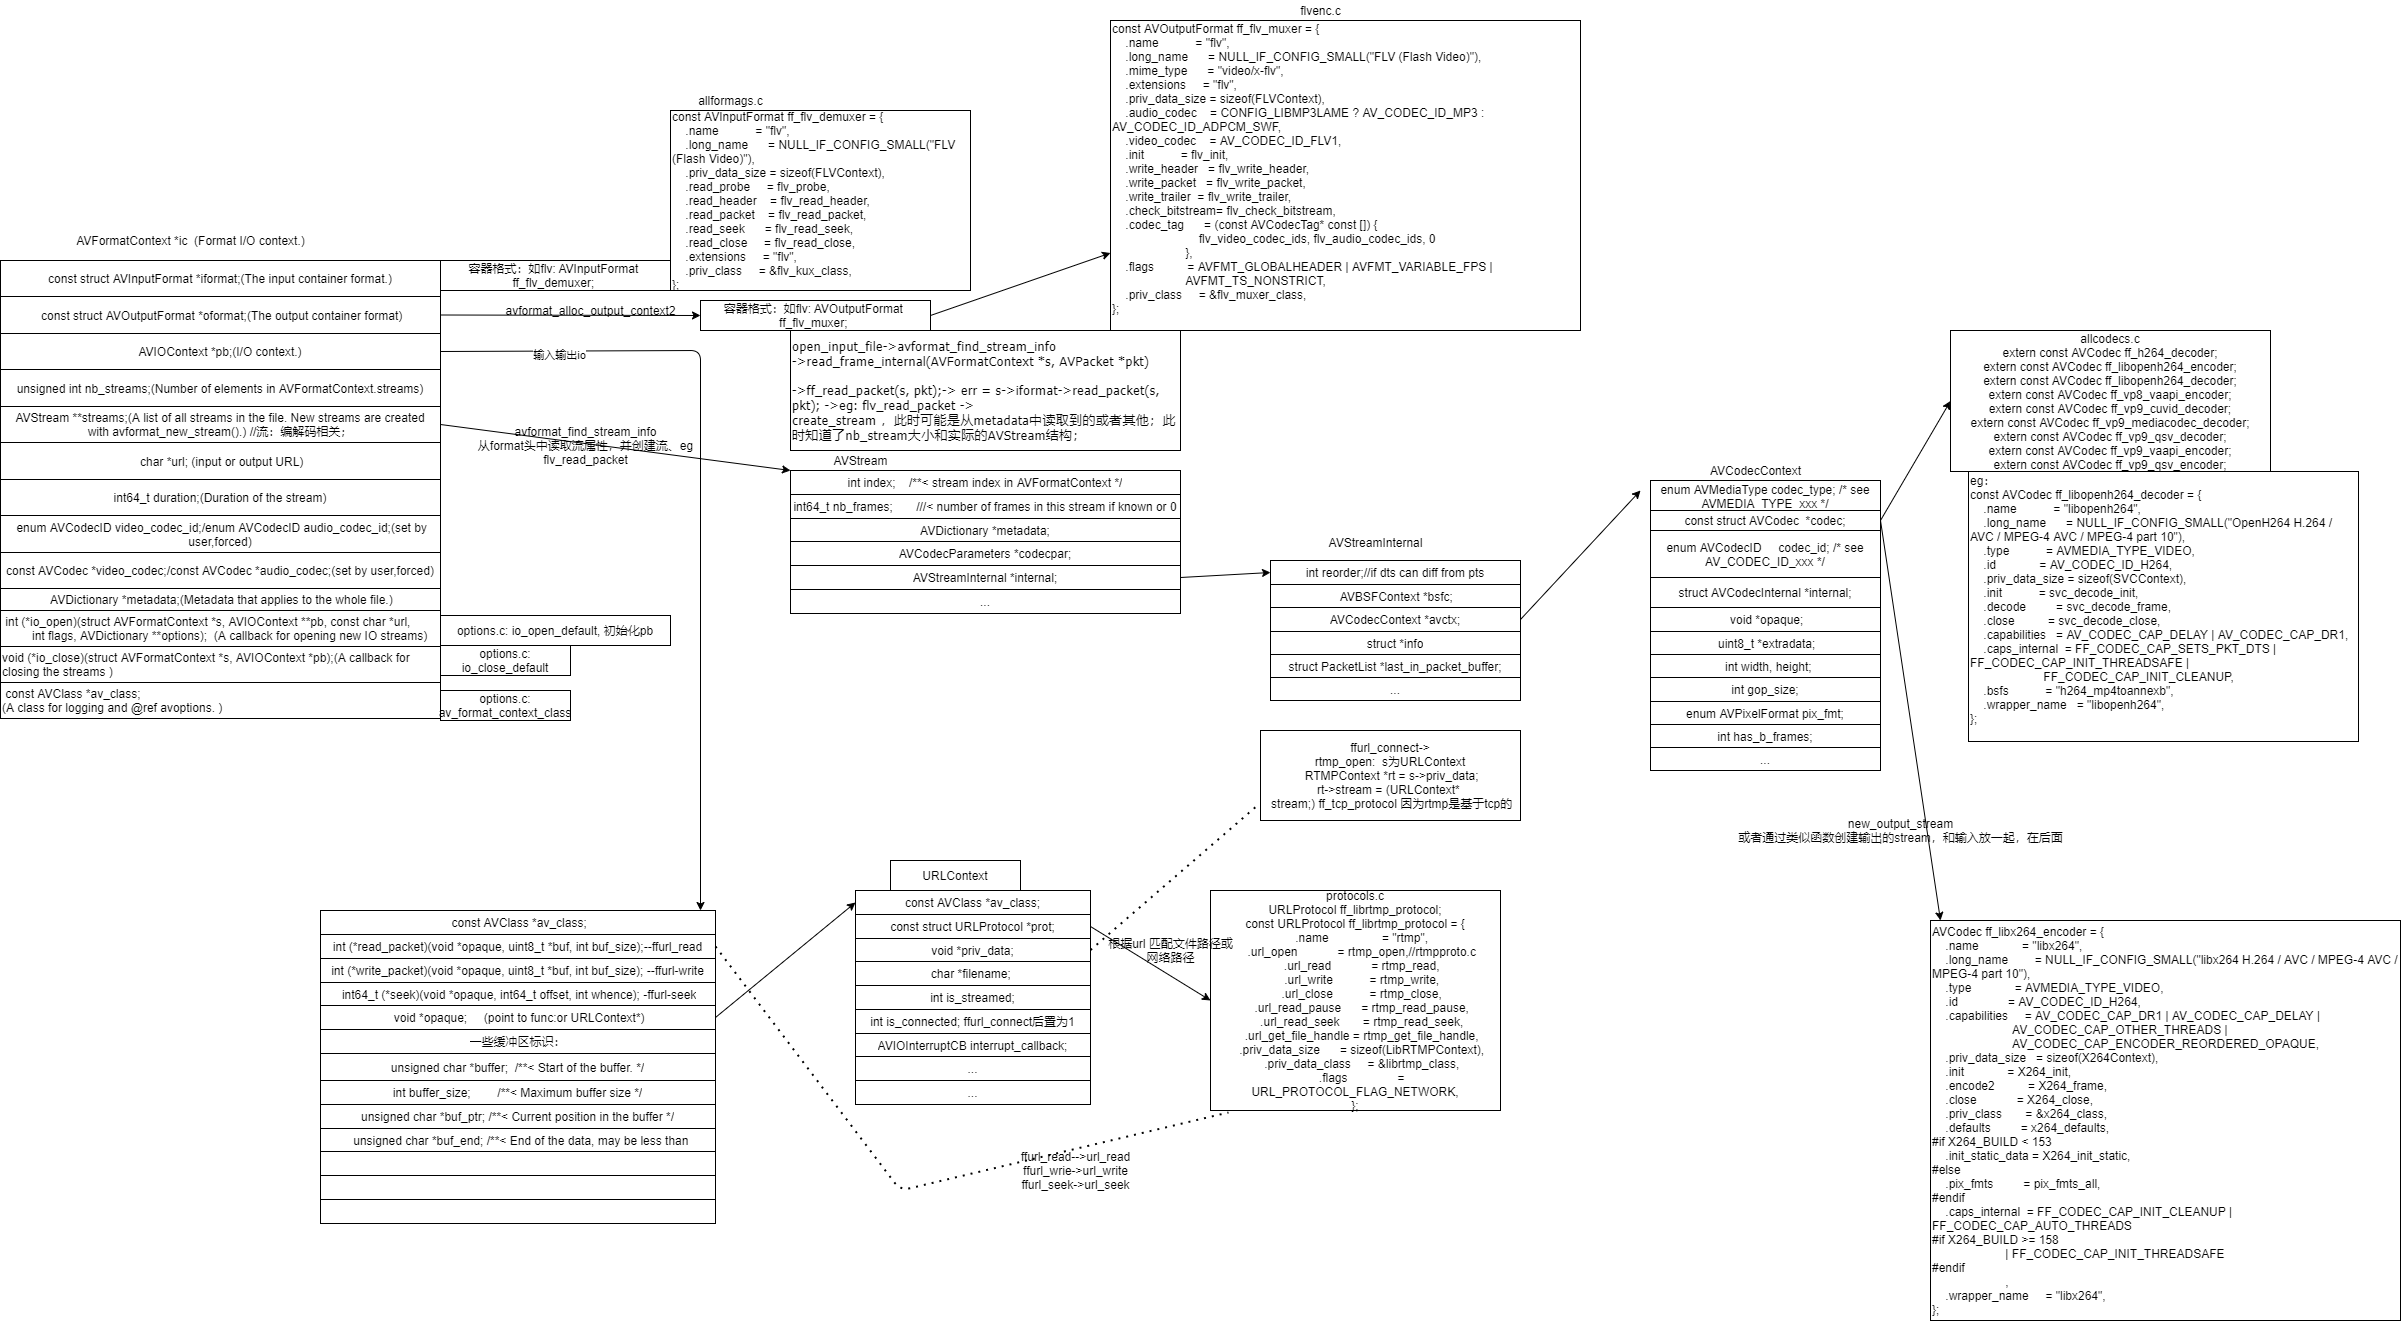 flvenc.c
const AVOutputFormat ff_flv_muxer = {
.name = "flv",
.long_name = NULL_IF_CONFIG_SMALL("FLV (Flash Video)"),
.mime_type = "video/x-flv",
.extensions = "flv",
.priv_data_size = sizeof(FLVContext),
.audio_codec = CONFIG_LIBMP3LAME ? AV_CODEC_ID_MP3 :
AV_CODEC_ID_ADPCM_SWF,
.video_codec = AV_CODEC_ID_FLV1,
.init = flv_init,
.write_header = flv_write_header,
.write_packet = flv_write_packet,
.write_trailer = flv_write_trailer,
.check_bitstream= flv_check_bitstream,
.codec_tag = (const AVCodecTag* const []) {
flv_video_codec_ids, flv_audio_codec_ids, 0
},
.flags = AVFMT_GLOBALHEADER | AVFMT_VARIABLE_FPS |
AVFMT_TS_NONSTRICT,
.priv_class = &flv_muxer_class,
};
allformags.c
const AVInputFormat ff_flv_demuxer = {
.name = "flv",
.long_name = NULL_IF_CONFIG_SMALL("FLV
(Flash Video)"),
.priv_data_size = sizeof(FLVContext),
.read_probe = flv_probe,
.read_header = flv_read_header,
.read_packet = flv_read_packet,
.read_seek = flv_read_seek,
.read_close = flv_read_close,
.extensions = "flv",
.priv_class = &flv_kux_class,
};
AVFormatContext *ic (Format I/O context.)
const struct AVInputFormat *iformat;(The input container format.)
const struct AVOutputFormat *oformat;(The output container format)
AVIOContext *pb;(I/O context.)
unsigned int nb_streams;(Number of elements in AVFormatContext.streams)
AVStream **streams;(A list of all streams in the file. New streams are created
with avformat_new_stream().) //流：编解码相关；
char *url; (input or output URL)
int64_t duration;(Duration of the stream)
enum AVCodecID video_codec_id;/enum AVCodecID audio_codec_id;(set by
user,forced)
const AVCodec *video_codec;/const AVCodec *audio_codec;(set by user,forced)
AVDictionary *metadata;(Metadata that applies to the whole file.)
int (*io_open)(struct AVFormatContext *s, AVIOContext **pb, const char *url,
int flags, AVDictionary **options); (A callback for opening new IO streams)
void (*io_close)(struct AVFormatContext *s, AVIOContext *pb);(A callback for
closing the streams )
const AVClass *av_class;
(A class for logging and @ref avoptions. )
容器格式：如flv: AVInputFormat
ff_flv_demuxer;
avformat_alloc_output_context2
容器格式：如flv: AVOutputFormat
ff_flv_muxer;
输入输出io
avformat_find_stream_info
从format头中读取流属性，并创建流、eg
flv_read_packet
options.c: io_open_default, 初始化pb
options.c:
io_close_default
options.c:
av_format_context_class
open_input_file->avformat_find_stream_info
->read_frame_internal(AVFormatContext *s, AVPacket *pkt)
->ff_read_packet(s, pkt);-> err = s->iformat->read_packet(s,
pkt); ->eg: flv_read_packet ->
create_stream ，此时可能是从metadata中读取到的或者其他；此
时知道了nb_stream大小和实际的AVStream结构；
AVStream
int index; /**< stream index in AVFormatContext */
int64_t nb_frames; ///< number of frames in this stream if known or 0
AVDictionary *metadata;
AVCodecParameters *codecpar;
AVStreamInternal *internal;
...
AVStreamInternal
int reorder;//if dts can diff from pts
AVBSFContext *bsfc;
AVCodecContext *avctx;
struct *info
struct PacketList *last_in_packet_buffer;
...
AVCodecContext
enum AVMediaType codec_type; /* see
AVMEDIA_TYPE_xxx */
const struct AVCodec *codec;
enum AVCodecID codec_id; /* see
AV_CODEC_ID_xxx */
struct AVCodecInternal *internal;
void *opaque;
uint8_t *extradata;
int width, height;
int gop_size;
enum AVPixelFormat pix_fmt;
int has_b_frames;
...
allcodecs.c
extern const AVCodec ff_h264_decoder;
extern const AVCodec ff_libopenh264_encoder;
extern const AVCodec ff_libopenh264_decoder;
extern const AVCodec ff_vp8_vaapi_encoder;
extern const AVCodec ff_vp9_cuvid_decoder;
extern const AVCodec ff_vp9_mediacodec_decoder;
extern const AVCodec ff_vp9_qsv_decoder;
extern const AVCodec ff_vp9_vaapi_encoder;
extern const AVCodec ff_vp9_qsv_encoder;
eg:
const AVCodec ff_libopenh264_decoder = {
.name = "libopenh264",
.long_name = NULL_IF_CONFIG_SMALL("OpenH264 H.264 /
AVC / MPEG-4 AVC / MPEG-4 part 10"),
.type = AVMEDIA_TYPE_VIDEO,
.id = AV_CODEC_ID_H264,
.priv_data_size = sizeof(SVCContext),
.init = svc_decode_init,
.decode = svc_decode_frame,
.close = svc_decode_close,
.capabilities = AV_CODEC_CAP_DELAY | AV_CODEC_CAP_DR1,
.caps_internal = FF_CODEC_CAP_SETS_PKT_DTS |
FF_CODEC_CAP_INIT_THREADSAFE |
FF_CODEC_CAP_INIT_CLEANUP,
.bsfs = "h264_mp4toannexb",
.wrapper_name = "libopenh264",
};
new_output_stream
或者通过类似函数创建输出的stream，和输入放一起，在后面
ffurl_connect->
rtmp_open: s为URLContext
RTMPContext *rt = s->priv_data;
rt->stream = (URLContext*
stream;) ff_tcp_protocol 因为rtmp是基于tcp的
const AVClass *av_class;
int (*read_packet)(void *opaque, uint8_t *buf, int buf_size);--ffurl_read
int (*write_packet)(void *opaque, uint8_t *buf, int buf_size); --ffurl-write
int64_t (*seek)(void *opaque, int64_t offset, int whence); -ffurl-seek
void *opaque; (point to func:or URLContext*)
一些缓冲区标识：
unsigned char *buffer; /**< Start of the buffer. */
int buffer_size; /**< Maximum buffer size */
unsigned char *buf_ptr; /**< Current position in the buffer */
unsigned char *buf_end; /**< End of the data, may be less than
URLContext
const AVClass *av_class;
const struct URLProtocol *prot;
void *priv_data;
char *filename;
int is_streamed;
int is_connected; ffurl_connect后置为1
AVIOInterruptCB interrupt_callback;
...
...
根据url 匹配文件路径或
网络路径
protocols.c
URLProtocol ff_librtmp_protocol;
const URLProtocol ff_librtmp_protocol = {
.name = "rtmp",
.url_open = rtmp_open,//rtmpproto.c
.url_read = rtmp_read,
.url_write = rtmp_write,
.url_close = rtmp_close,
.url_read_pause = rtmp_read_pause,
.url_read_seek = rtmp_read_seek,
.url_get_file_handle = rtmp_get_file_handle,
.priv_data_size = sizeof(LibRTMPContext),
.priv_data_class = &librtmp_class,
.flags =
URL_PROTOCOL_FLAG_NETWORK,
};
ffurl_read-->url_read
ffurl_wrie->url_write
ffurl_seek->url_seek
AVCodec ff_libx264_encoder = {
.name = "libx264",
.long_name = NULL_IF_CONFIG_SMALL("libx264 H.264 / AVC / MPEG-4 AVC /
MPEG-4 part 10"),
.type = AVMEDIA_TYPE_VIDEO,
.id = AV_CODEC_ID_H264,
.capabilities = AV_CODEC_CAP_DR1 | AV_CODEC_CAP_DELAY |
AV_CODEC_CAP_OTHER_THREADS |
AV_CODEC_CAP_ENCODER_REORDERED_OPAQUE,
.priv_data_size = sizeof(X264Context),
.init = X264_init,
.encode2 = X264_frame,
.close = X264_close,
.priv_class = &x264_class,
.defaults = x264_defaults,
#if X264_BUILD < 153
.init_static_data = X264_init_static,
#else
.pix_fmts = pix_fmts_all,
#endif
.caps_internal = FF_CODEC_CAP_INIT_CLEANUP |
FF_CODEC_CAP_AUTO_THREADS
#if X264_BUILD >= 158
| FF_CODEC_CAP_INIT_THREADSAFE
#endif
,
.wrapper_name = "libx264",
};